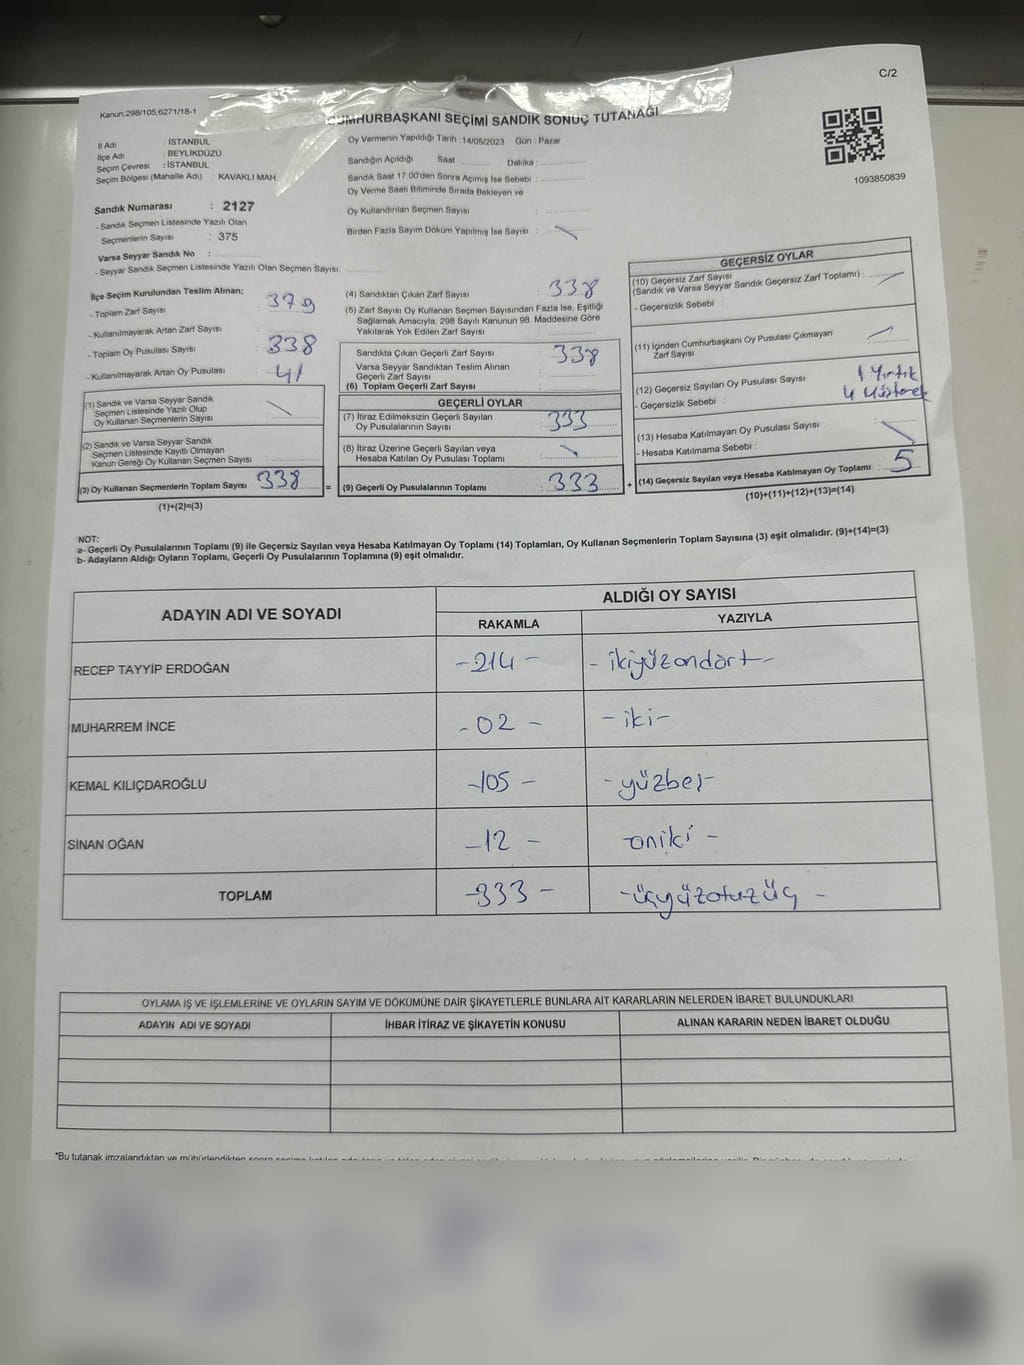 C/2
Kanun,298/105;6271/18-1
CUMHURBAŞKANI SEÇİMİ SANDIK SONUÇ TUTANAĞI
1093850839
İl Adı : İSTANBUL
İlçe Adı : BEYLİKDÜZÜ
Seçim Çevresi : İSTANBUL
Seçim Bölgesi (Mahalle Adı) : KAVAKLI MAH.
Sandık Numarası : 2127
- Sandık Seçmen Listesinde Yazılı Olan
Seçmenlerin Sayısı : 375
Varsa Seyyar Sandık No :
- Seyyar Sandık Seçmen Listesinde Yazılı Olan Seçmen Sayısı
Oy Vermenin Yapıldığı Tarih : 14/05/2023 Gün : Pazar
Sandığın Açıldığı Saat Dakika :
Sandık Saat 17.00'den Sonra Açımış İse Sebebi :
Oy Verme Saati Bitiminde Sırada Bekleyen ve
Oy Kullandırılan Seçmen Sayısı :
Birden Fazla Sayım Döküm Yapılmış İse Sayısı :
İlçe Seçim Kurulundan Teslim Alınan;
- Toplam Zarf Sayısı : 379
- Kullanılmayarak Artan Zarf Sayısı :
- Toplam Oy Pusulası Sayısı : 338
- Kullanılmayarak Artan Oy Pusulası : 41
(1) Sandık ve Varsa Seyyar Sandık
Seçmen Listesinde Yazılı Olup
Oy Kullanan Seçmenlerin Sayısı :
(2) Sandık ve Varsa Seyyar Sandık
Seçmen Listesinde Kayıtlı Olmayan
Kanun Gereği Oy Kullanan Seçmen Sayısı :
(3) Oy Kullanan Seçmenlerin Toplam Sayısı 338 =
(1)+(2)=(3)
(4) Sandıktan Çıkan Zarf Sayısı : 338
(5) Zarf Sayısı Oy Kullanan Seçmen Sayısından Fazla İse, Eşitliği
Sağlamak Amacıyla, 298 Sayılı Kanunun 98. Maddesine Göre
Yakılarak Yok Edilen Zarf Sayısı :
Sandıkta Çıkan Geçerli Zarf Sayısı : 338
Varsa Seyyar Sandıktan Teslim Alınan
Geçerli Zarf Sayısı :
(6) Toplam Geçerli Zarf Sayısı :
GEÇERLİ OYLAR
(7) İtiraz Edilmeksizin Geçerli Sayılan
Oy Pusulalarının Sayısı : 333
(8) İtiraz Üzerine Geçerli Sayılan veya
Hesaba Katılan Oy Pusulası Toplamı :
(9) Geçerli Oy Pusulalarının Toplamı : 333 +
GEÇERSİZ OYLAR
(10) Geçersiz Zarf Sayısı
(Sandık ve Varsa Seyyar Sandık Geçersiz Zarf Toplamı) :
- Geçersizlik Sebebi :
(11) İçinden Cumhurbaşkanı Oy Pusulası Çıkmayan
Zarf Sayısı :
(12) Geçersiz Sayılan Oy Pusulası Sayısı : 1 Yırtık
- Geçersizlik Sebebi : 4 Müşterek
(13) Hesaba Katılmayan Oy Pusulası Sayısı :
- Hesaba Katılmama Sebebi :
(14) Geçersiz Sayılan veya Hesaba Katılmayan Oy Toplamı : 5
(10)+(11)+(12)+(13)=(14)
NOT:
a- Geçerli Oy Pusulalarının Toplamı (9) ile Geçersiz Sayılan veya Hesaba Katılmayan Oy Toplamı (14) Toplamları, Oy Kullanan Seçmenlerin Toplam Sayısına (3) eşit olmalıdır. (9)+(14)=(3)
b- Adayların Aldığı Oyların Toplamı, Geçerli Oy Pusulalarının Toplamına (9) eşit olmalıdır.
ADAYIN ADI VE SOYADI ALDIĞI OY SAYISI
RAKAMLA YAZIYLA
RECEP TAYYİP ERDOĞAN -214- -ikiyüzondört-
MUHARREM İNCE -02- -iki-
KEMAL KILIÇDAROĞLU -105- -yüzbeş-
SİNAN OĞAN -12- -oniki-
TOPLAM -333- -üçyüzotuzüç-
OYLAMA İŞ VE İŞLEMLERİNE VE OYLARIN SAYIM VE DÖKÜMÜNE DAİR ŞİKAYETLERLE BUNLARA AİT KARARLARIN NELERDEN İBARET BULUNDUKLARI
ADAYIN ADI VE SOYADI İHBAR İTİRAZ VE ŞİKAYETİN KONUSU ALINAN KARARIN NEDEN İBARET OLDUĞU
*Bu tutanak imzalandıktan ve mühürlendikten sonra